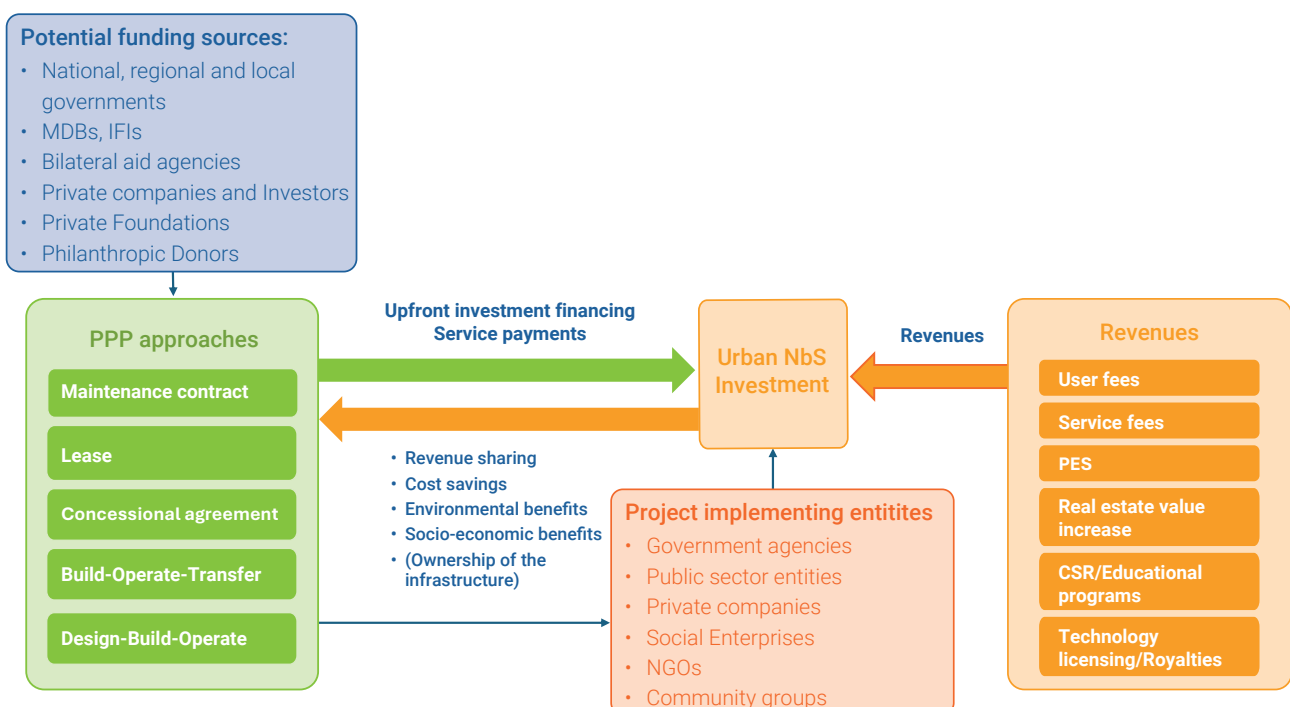 Potential funding sources:
• National, regional and local
governments
• MDBs, IFIs
• Bilateral aid agencies
• Private companies and Investors
• Private Foundations
• Philanthropic Donors
PPP approaches
Maintenance contract
Lease
Concessional agreement
Build-Operate-Transfer
Design-Build-Operate
Upfront investment financing
Service payments
• Revenue sharing
• Cost savings
• Environmental benefits
• Socio-economic benefits
• (Ownership of the
infrastructure)
Urban NbS
Investment
Project implementing entitites
• Government agencies
• Public sector entities
• Private companies
• Social Enterprises
• NGOs
• Community groups
Revenues
Revenues
User fees
Service fees
PES
Real estate value
increase
CSR/Educational
programs
Technology
licensing/Royalties